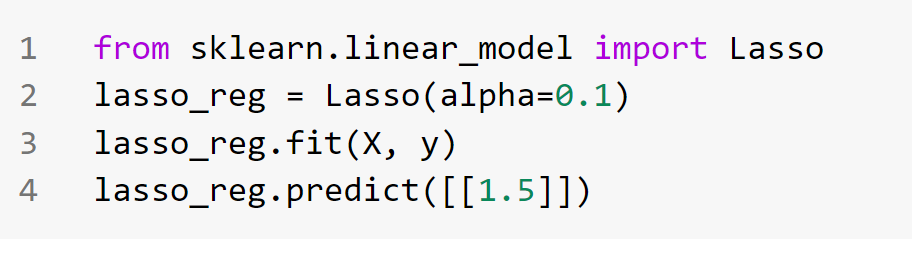 1 from sklearn.linear_model import Lasso
2 lasso_reg = Lasso(alpha=0.1)
3 lasso_reg.fit(X, y)
4 lasso_reg.predict([[1.5]])